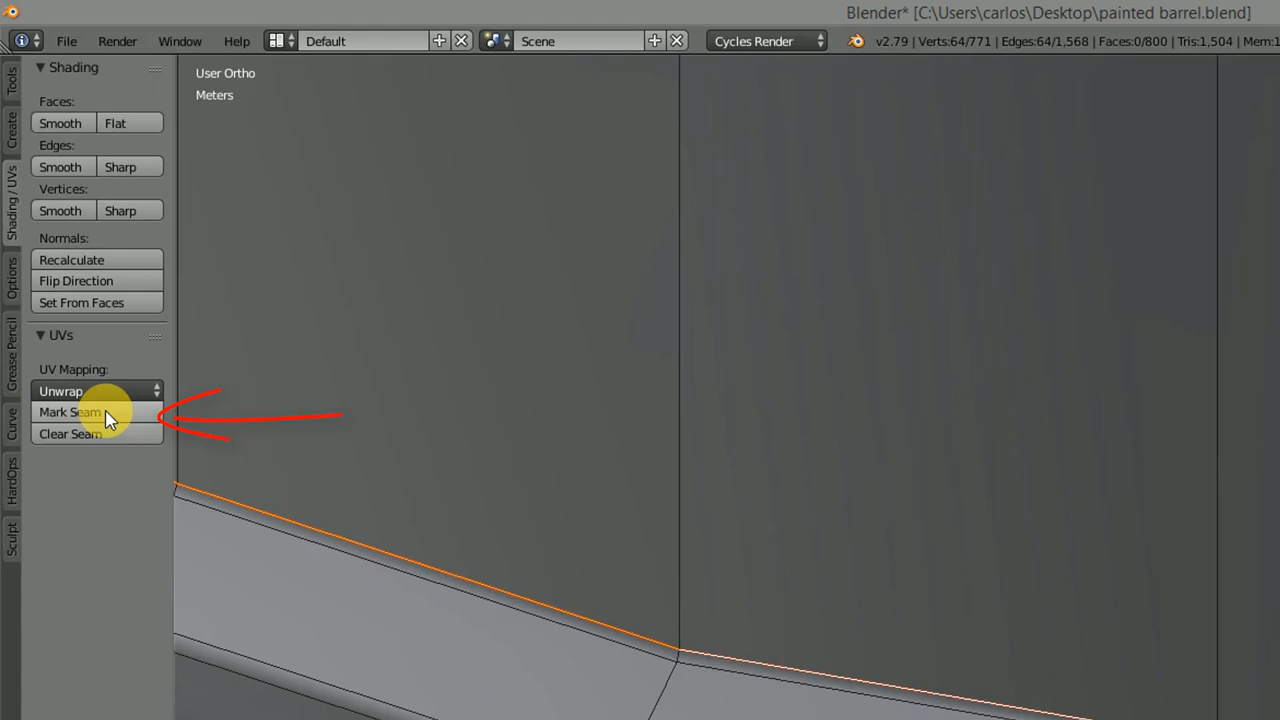 Blender* [C:\Users\carlos\Desktop\painted barrel.blend]
File Render Window Help Default Scene Cycles Render v2.79 | Verts:64/771 | Edges:64/1,568 | Faces:0/800 | Tris:1,504 | Mem:1
Tools
Create
Shading / UVs
Options
Grease Pencil
Curve
HardOps
Sculpt
Shading
Faces:
Smooth Flat
Edges:
Smooth Sharp
Vertices:
Smooth Sharp
Normals:
Recalculate
Flip Direction
Set From Faces
UVs
UV Mapping:
Unwrap
Mark Seam
Clear Seam
User Ortho
Meters